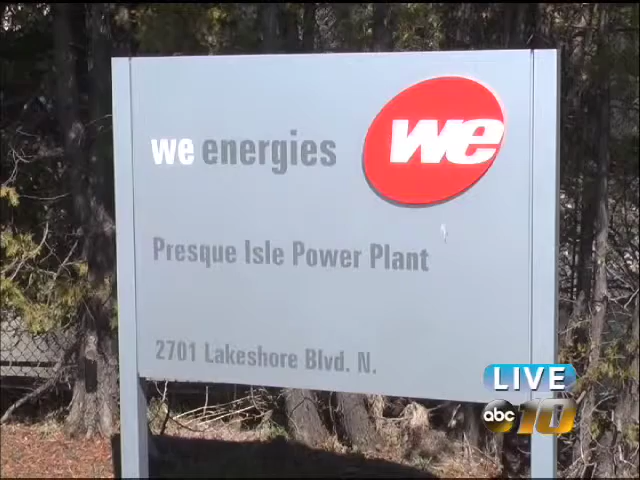 we energies
we
Presque Isle Power Plant
2701 Lakeshore Blvd. N.
LIVE
abc 10